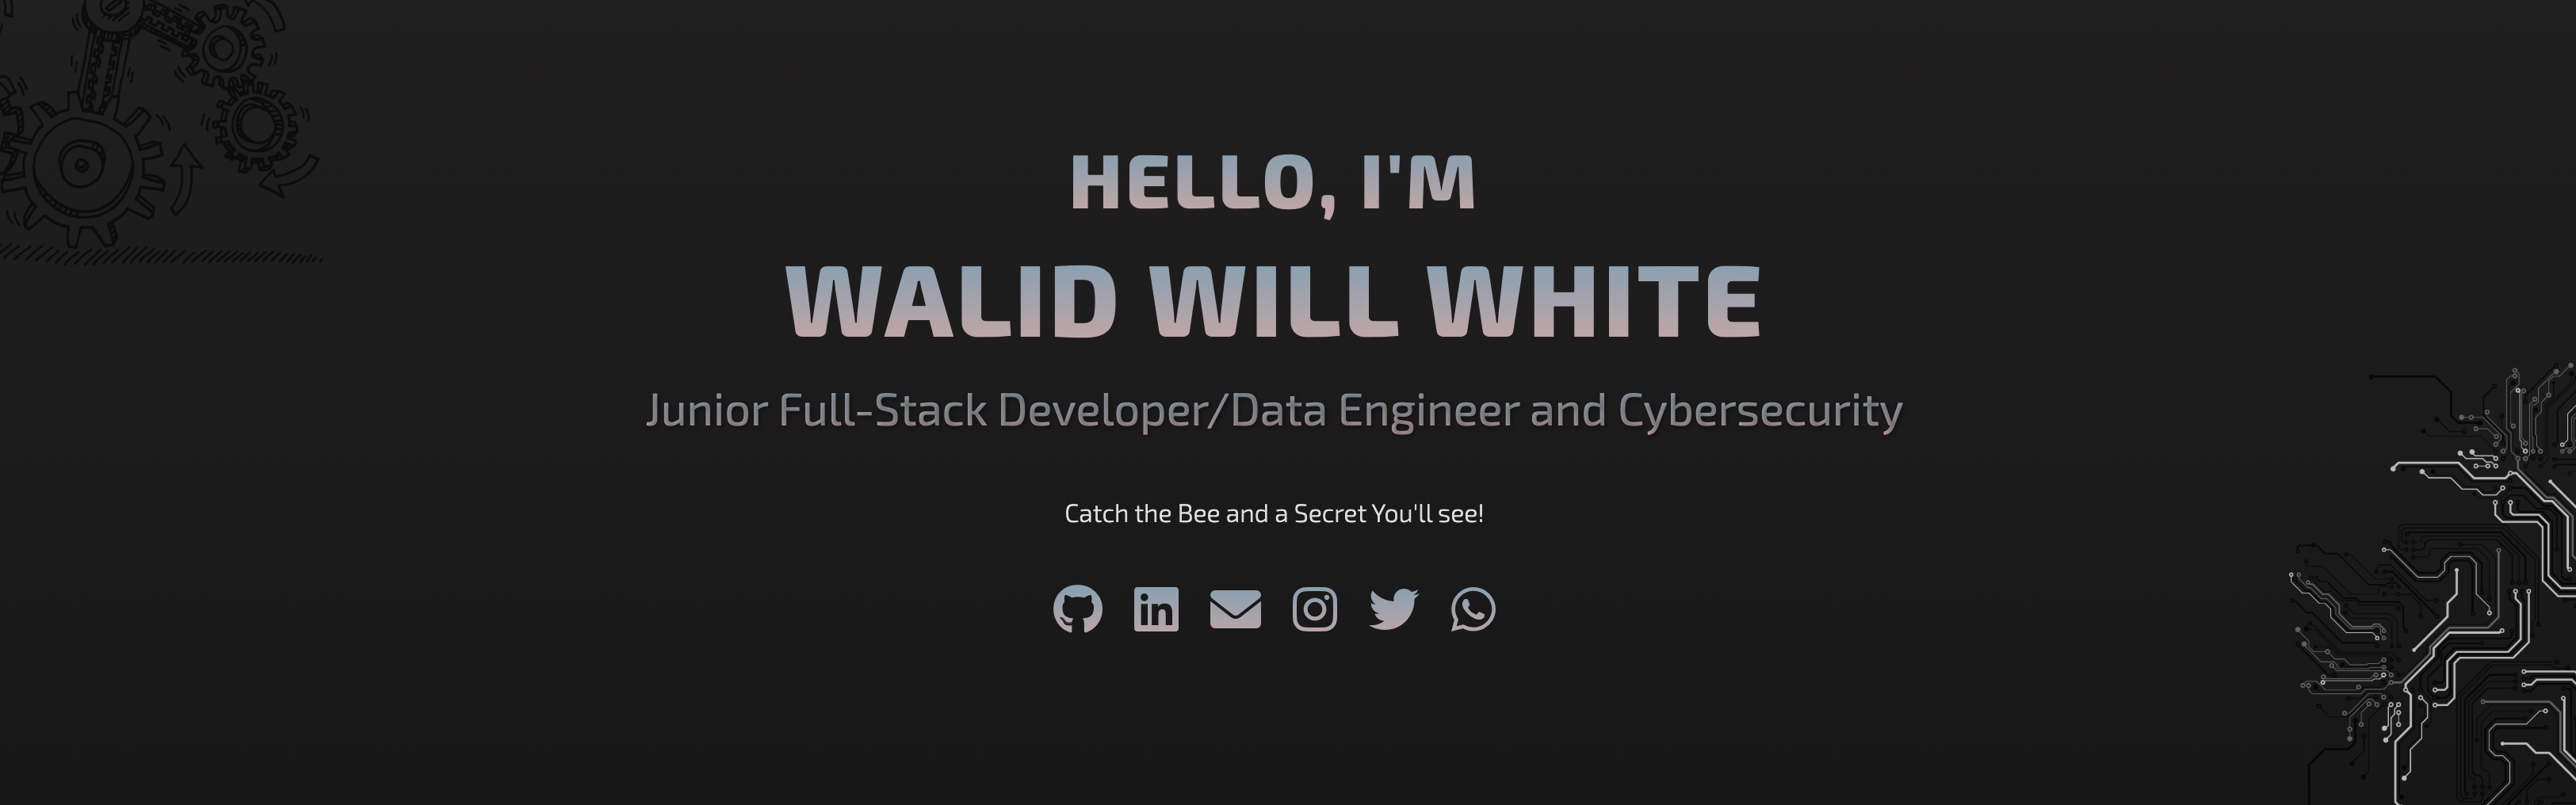 HELLO, I'M
WALID WILL WHITE
Junior Full-Stack Developer/Data Engineer and Cybersecurity
Catch the Bee and a Secret You'll see!
in